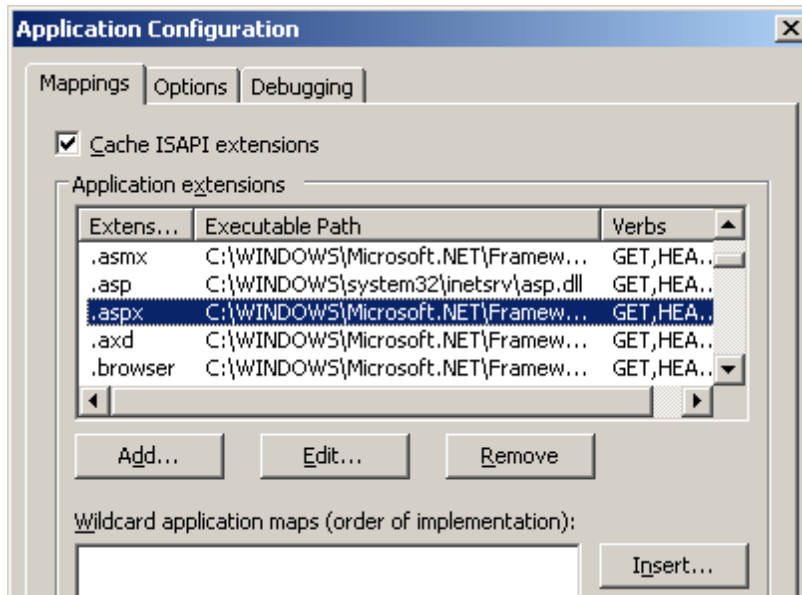 Application Configuration
Mappings Options Debugging
Cache ISAPI extensions
Application extensions
Extens... Executable Path Verbs
.asmx C:\WINDOWS\Microsoft.NET\Framew... GET,HEA..
.asp C:\WINDOWS\system32\inetsrv\asp.dll GET,HEA..
.aspx C:\WINDOWS\Microsoft.NET\Framew... GET,HEA..
.axd C:\WINDOWS\Microsoft.NET\Framew... GET,HEA..
.browser C:\WINDOWS\Microsoft.NET\Framew... GET,HEA..
Add... Edit... Remove
Wildcard application maps (order of implementation):
Insert...